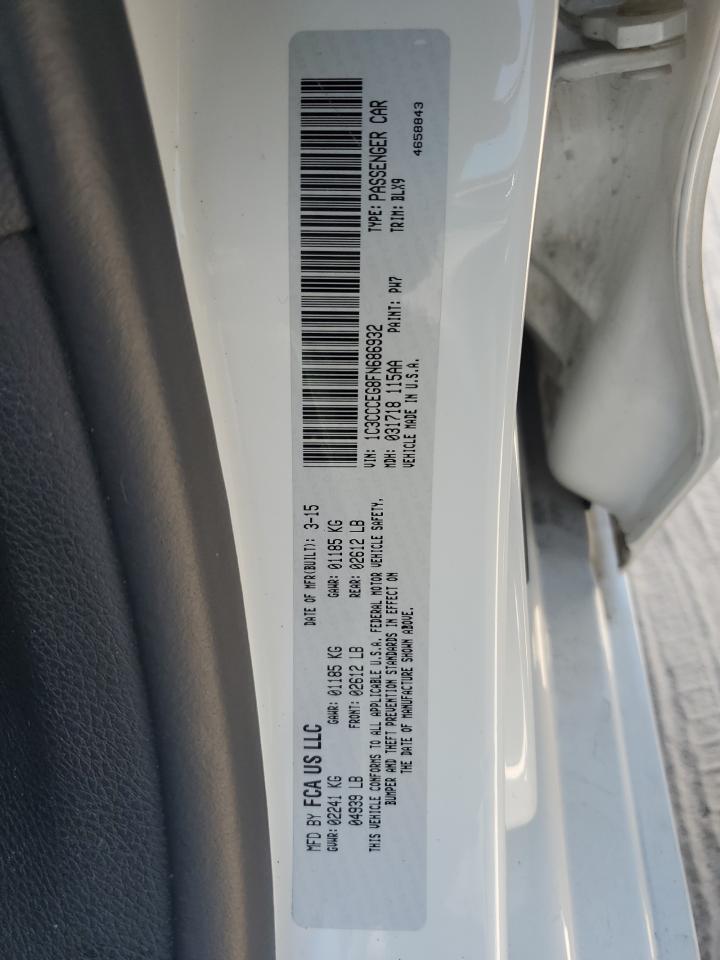 MFD BY FCA US LLC
DATE OF MFR(BUILT): 3-15
GVWR: 02241 KG
GAWR: 01185 KG
GAWR: 01185 KG
04939 LB
FRONT: 02612 LB
REAR: 02612 LB
THIS VEHICLE CONFORMS TO ALL APPLICABLE U.S.A. FEDERAL MOTOR VEHICLE SAFETY,
BUMPER AND THEFT PREVENTION STANDARDS IN EFFECT ON
THE DATE OF MANUFACTURE SHOWN ABOVE.
VIN: 1C3CCCEG8FN686932
TYPE: PASSENGER CAR
MDH: 031718 115AA
PAINT: PW7
TRIM: BLX9
VEHICLE MADE IN U.S.A.
4658843